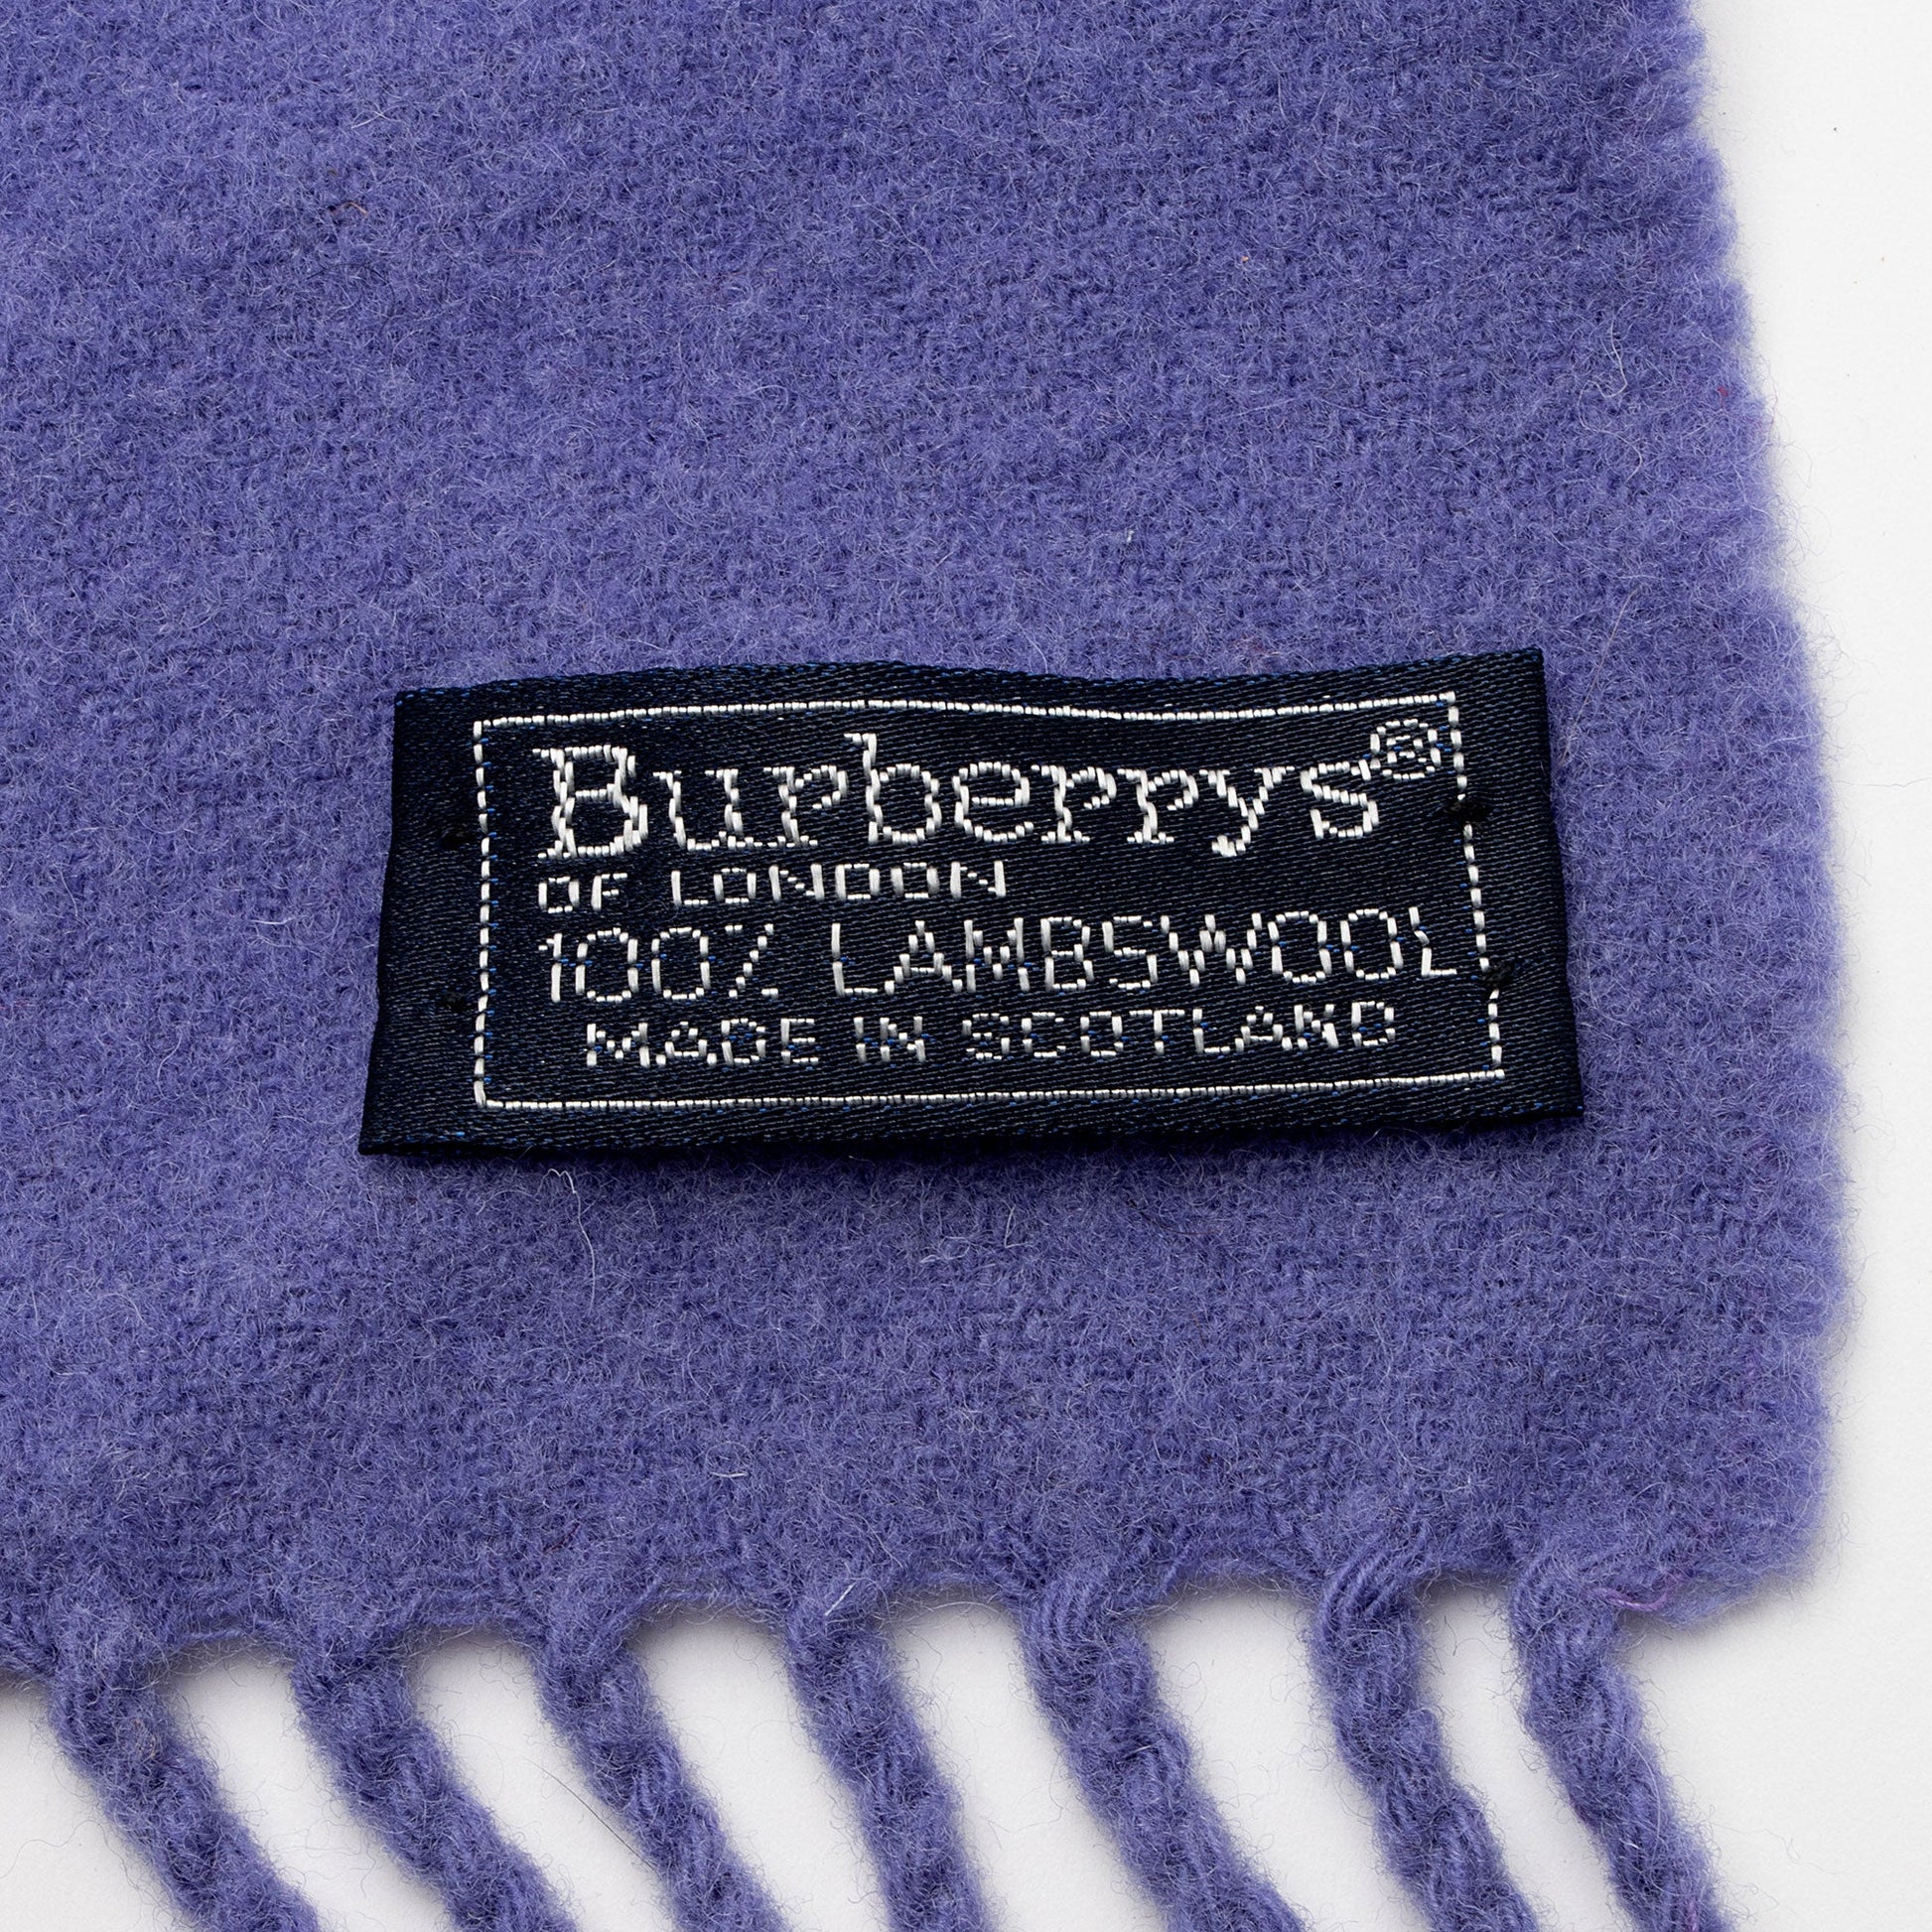 Burberrys®
OF LONDON
100% LAMBSWOOL
MADE IN SCOTLAND